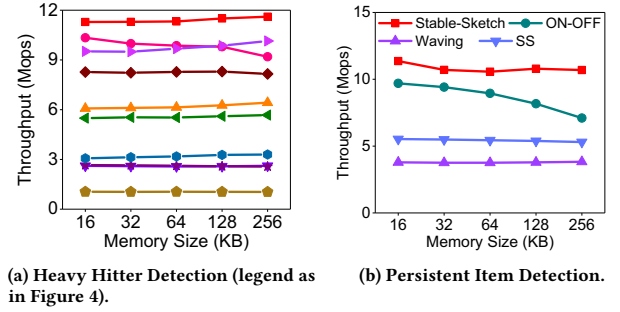 Throughput (Mops)
12
9
6
3
0
16 32 64 128 256
Memory Size (KB)
(a) Heavy Hitter Detection (legend as
in Figure 4).
Throughput (Mops)
15
10
5
0
Stable-Sketch ON-OFF
Waving SS
16 32 64 128 256
Memory Size (KB)
(b) Persistent Item Detection.